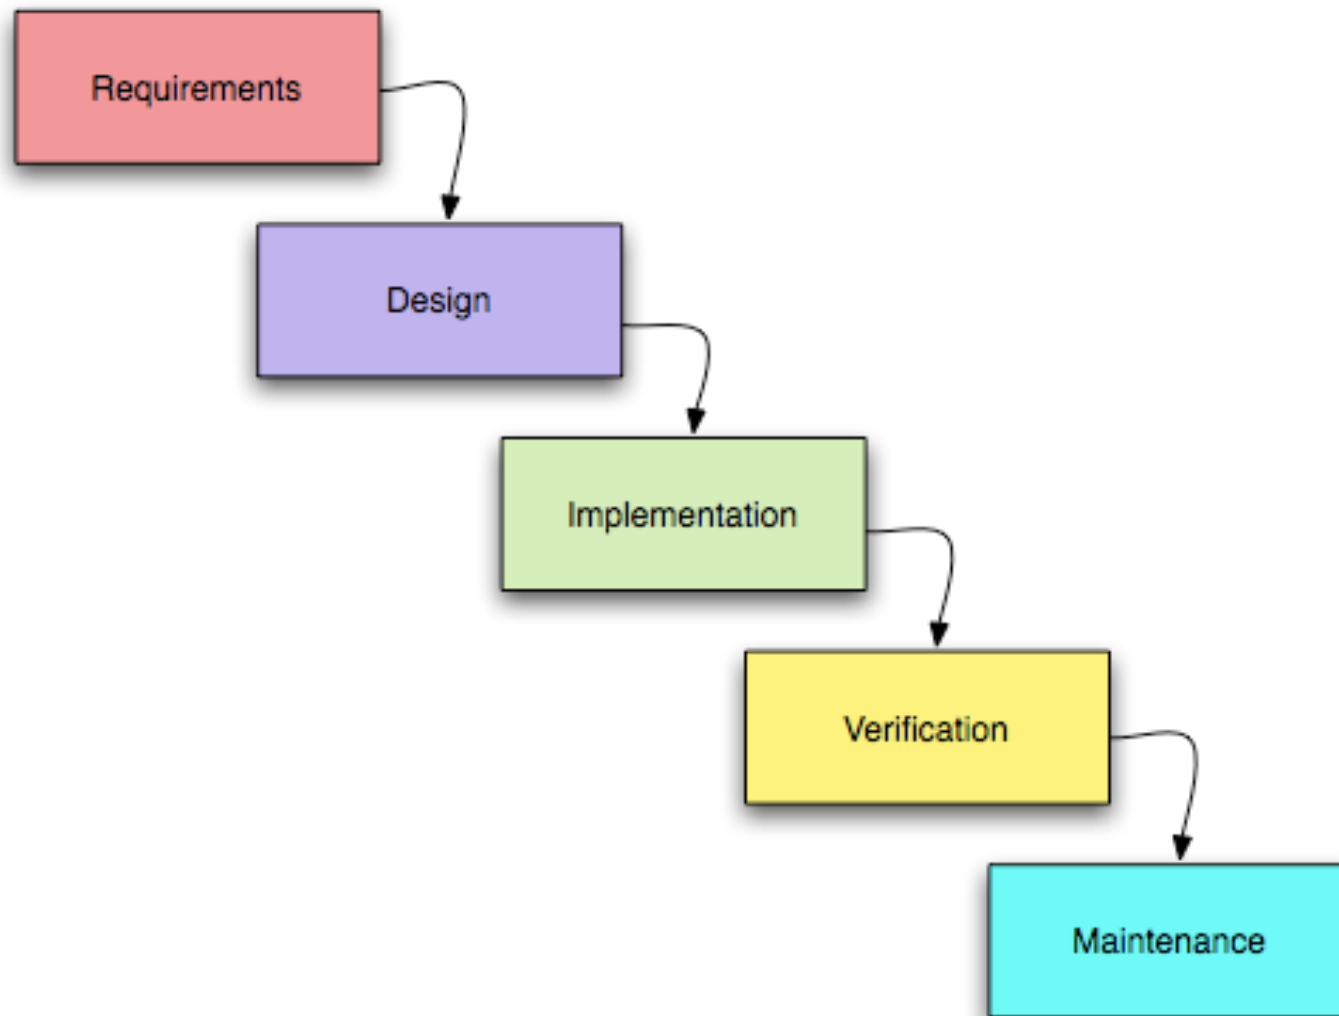 Requirements
Design
Implementation
Verification
Maintenance